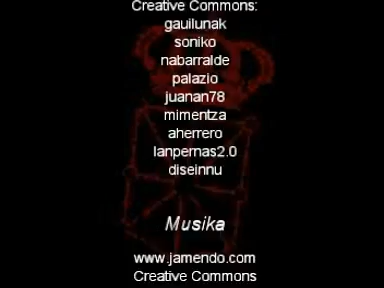 Creative Commons:
gauilunak
soniko
nabarralde
palazio
juanan78
mimentza
aherrero
lanpernas2.0
diseinnu
Musika
www.jamendo.com
Creative Commons